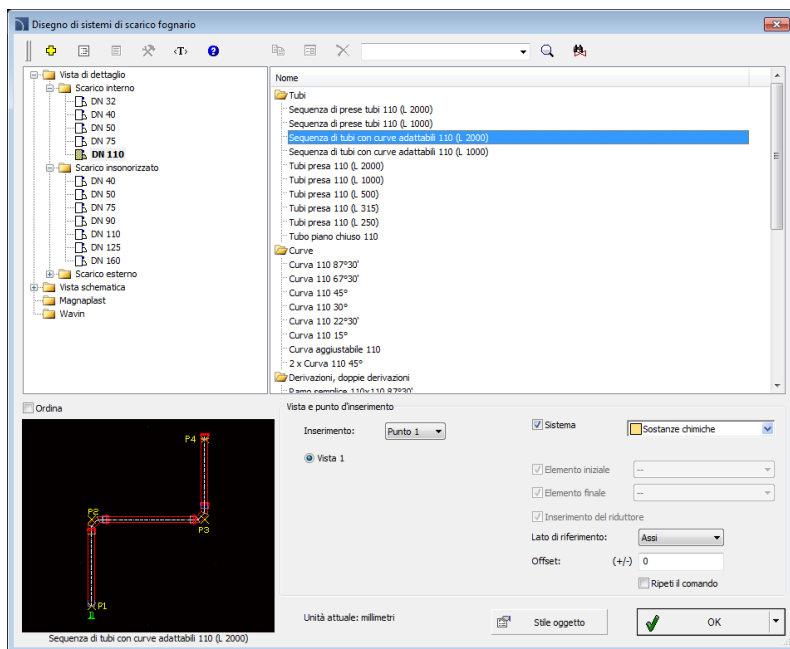 Disegno di sistemi di scarico fognario
‹T›
?
Vista di dettaglio
Scarico interno
DN 32
DN 40
DN 50
DN 75
DN 110
Scarico insonorizzato
DN 40
DN 50
DN 75
DN 90
DN 110
DN 125
DN 160
Scarico esterno
Vista schematica
Magnaplast
Wavin
Nome
Tubi
Sequenza di prese tubi 110 (L 2000)
Sequenza di prese tubi 110 (L 1000)
Sequenza di tubi con curve adattabili 110 (L 2000)
Sequenza di tubi con curve adattabili 110 (L 1000)
Tubi presa 110 (L 2000)
Tubi presa 110 (L 1000)
Tubi presa 110 (L 500)
Tubi presa 110 (L 315)
Tubi presa 110 (L 250)
Tubo piano chiuso 110
Curve
Curva 110 87°30'
Curva 110 67°30'
Curva 110 45°
Curva 110 30°
Curva 110 22°30'
Curva 110 15°
Curva aggiustabile 110
2 x Curva 110 45°
Derivazioni, doppie derivazioni
Ramo semplice 110x110 87°30'
Ordina
P4
P2
P3
P1
Sequenza di tubi con curve adattabili 110 (L 2000)
Vista e punto d'inserimento
Inserimento: Punto 1
Vista 1
Sistema Sostanze chimiche
Elemento iniziale --
Elemento finale --
Inserimento del riduttore
Lato di riferimento: Assi
Offset: (+/-) 0
Ripeti il comando
Unità attuale: millimetri
Stile oggetto
OK